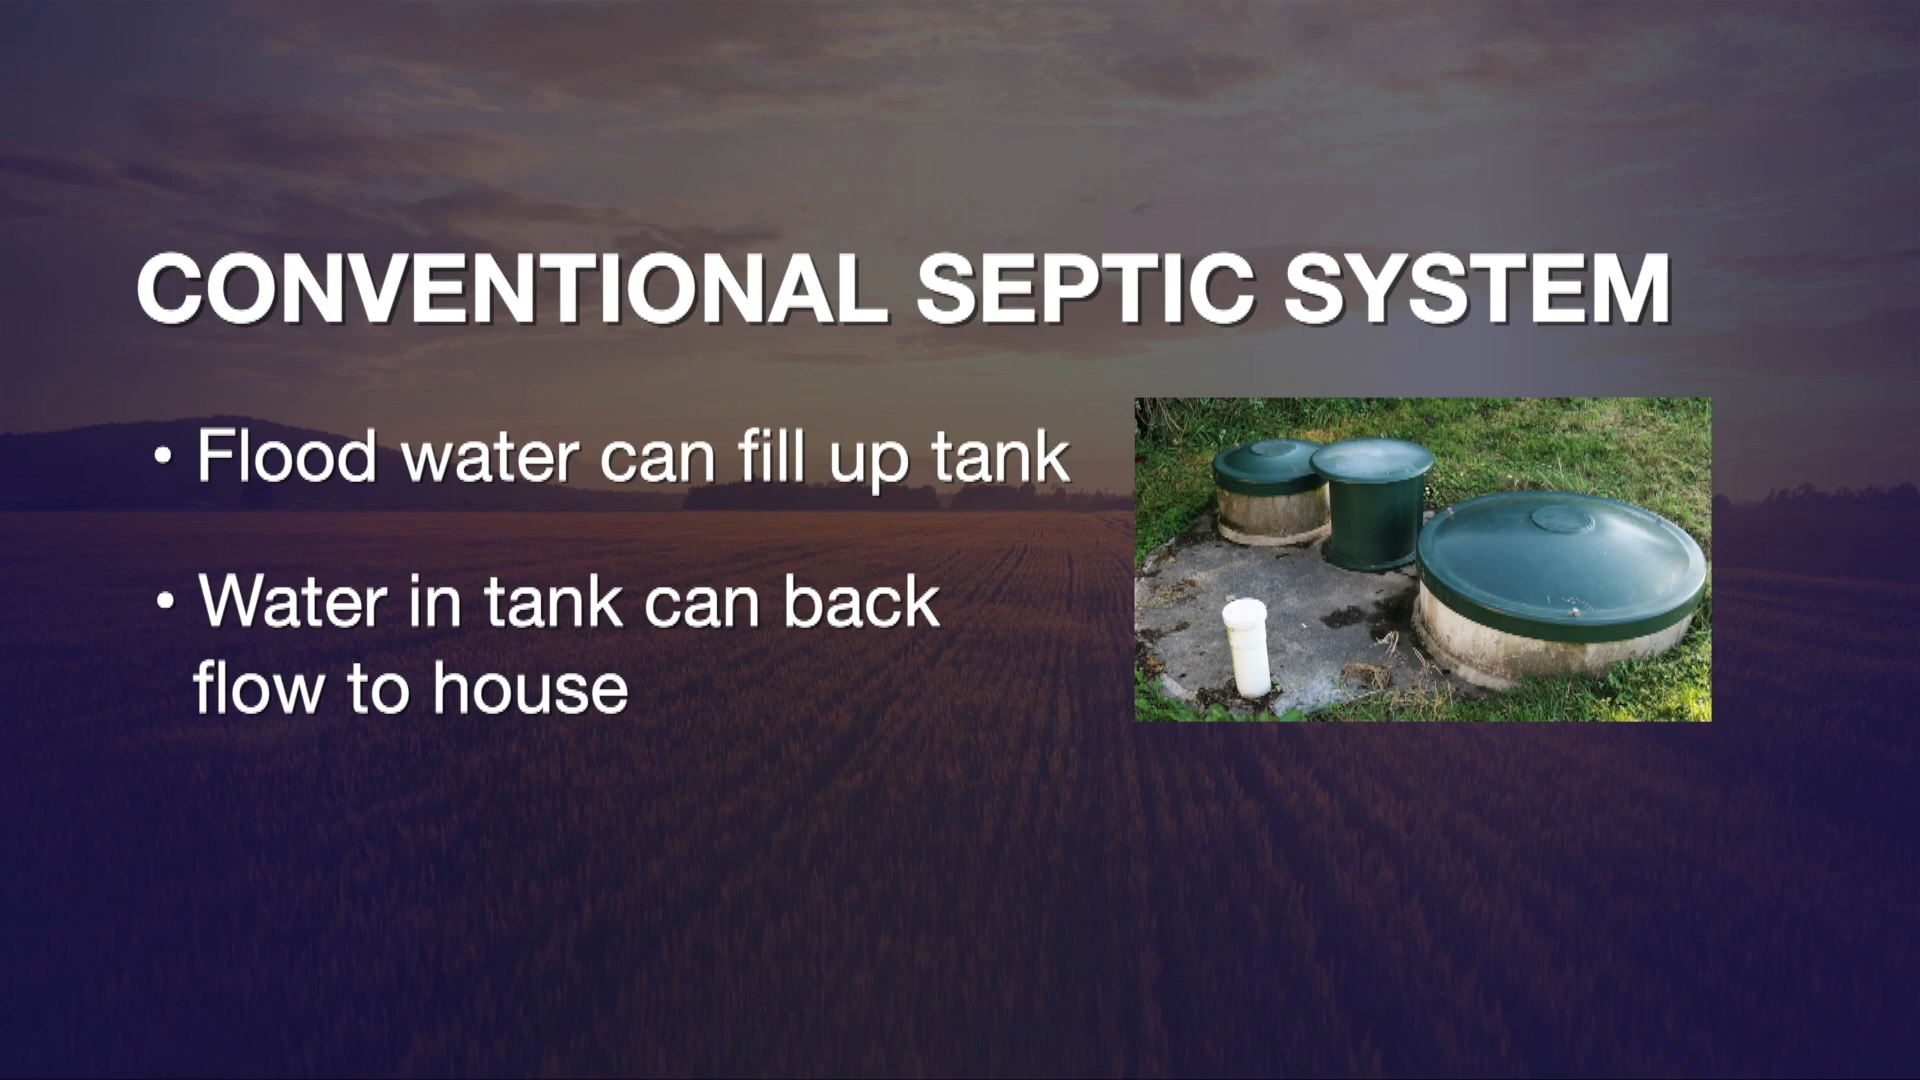 CONVENTIONAL SEPTIC SYSTEM
• Flood water can fill up tank
• Water in tank can back
flow to house